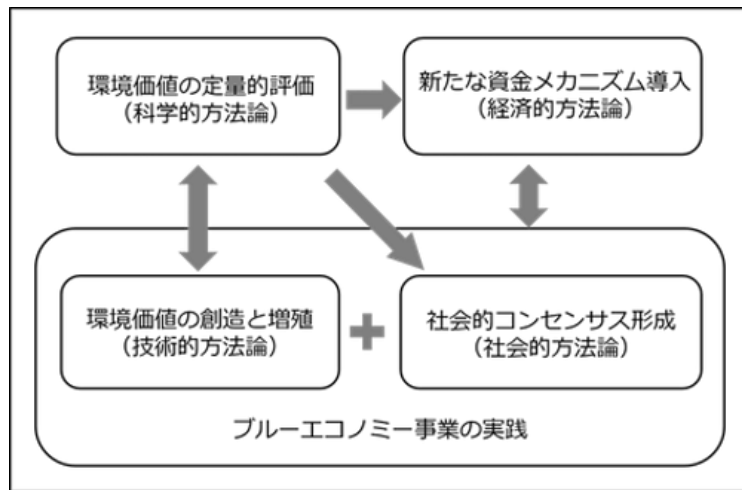 環境価値の定量的評価
（科学的方法論）
新たな資金メカニズム導入
（経済的方法論）
環境価値の創造と増殖
（技術的方法論）
社会的コンセンサス形成
（社会的方法論）
ブルーエコノミー事業の実践